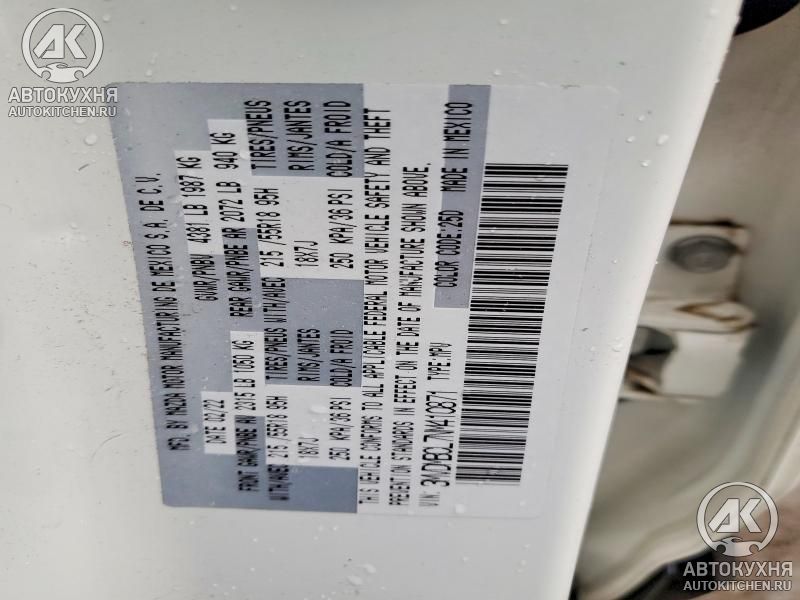 AK
АВТОКУХНЯ
AUTOKITCHEN.RU
MFD. BY MAZDA MOTOR MANUFACTURING DE MEXICO S.A. DE C.V.
DATE 02/22 GVWR/PNBV 4381 LB 1987 KG
FRONT GAWR/PNBE AV 2315 LB 1050 KG REAR GAWR/PNBE AR 2072 LB 940 KG
WITH/AVEC 215 /55R18 95H TIRES/PNEUS WITH/AVEC 215 /55R18 95H TIRES/PNEUS
18X7J RIMS/JANTES 18X7J RIMS/JANTES
250 KPA/36 PSI COLD/A FROID 250 KPA/36 PSI COLD/A FROID
THIS VEHICLE CONFORMS TO ALL APPLICABLE FEDERAL MOTOR VEHICLE SAFETY AND THEFT
PREVENTION STANDARDS IN EFFECT ON THE DATE OF MANUFACTURE SHOWN ABOVE.
VIN: TYPE:MPV COLOR CODE:25D MADE IN MEXICO
AK
АВТОКУХНЯ
AUTOKITCHEN.RU